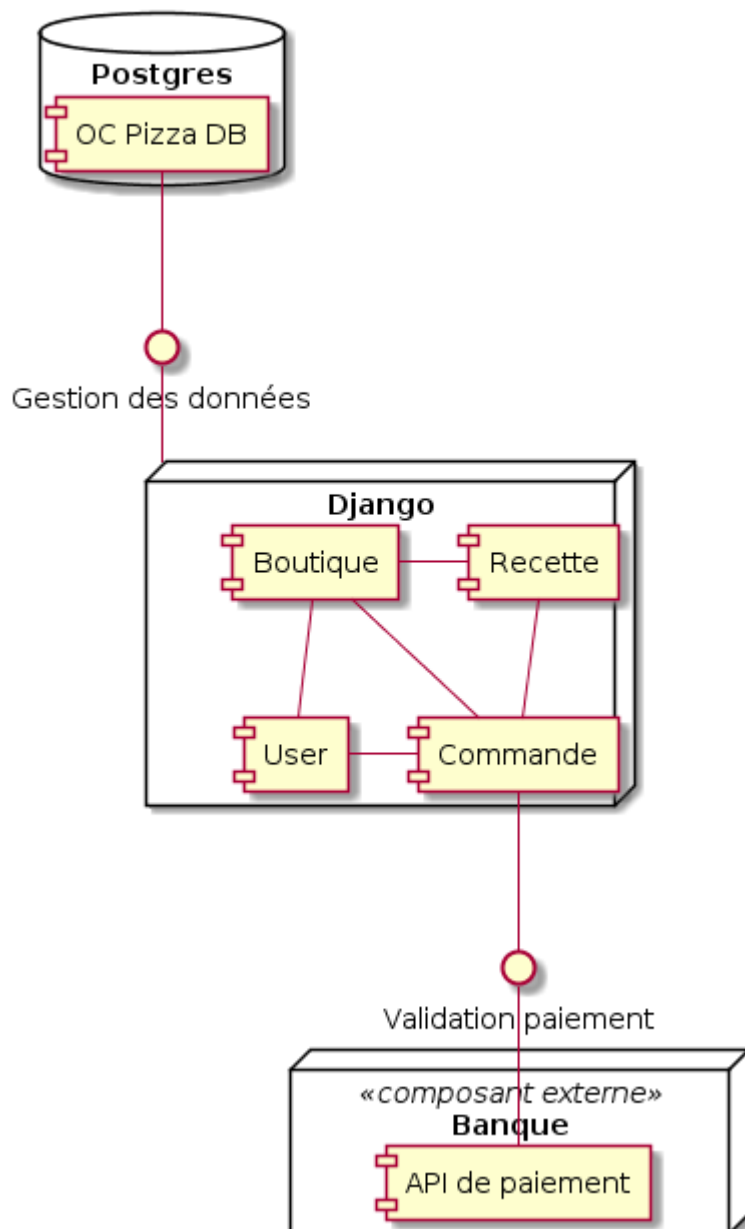 Postgres
OC Pizza DB
Gestion des données
Django
Boutique
Recette
User
Commande
Validation paiement
«composant externe»
Banque
API de paiement